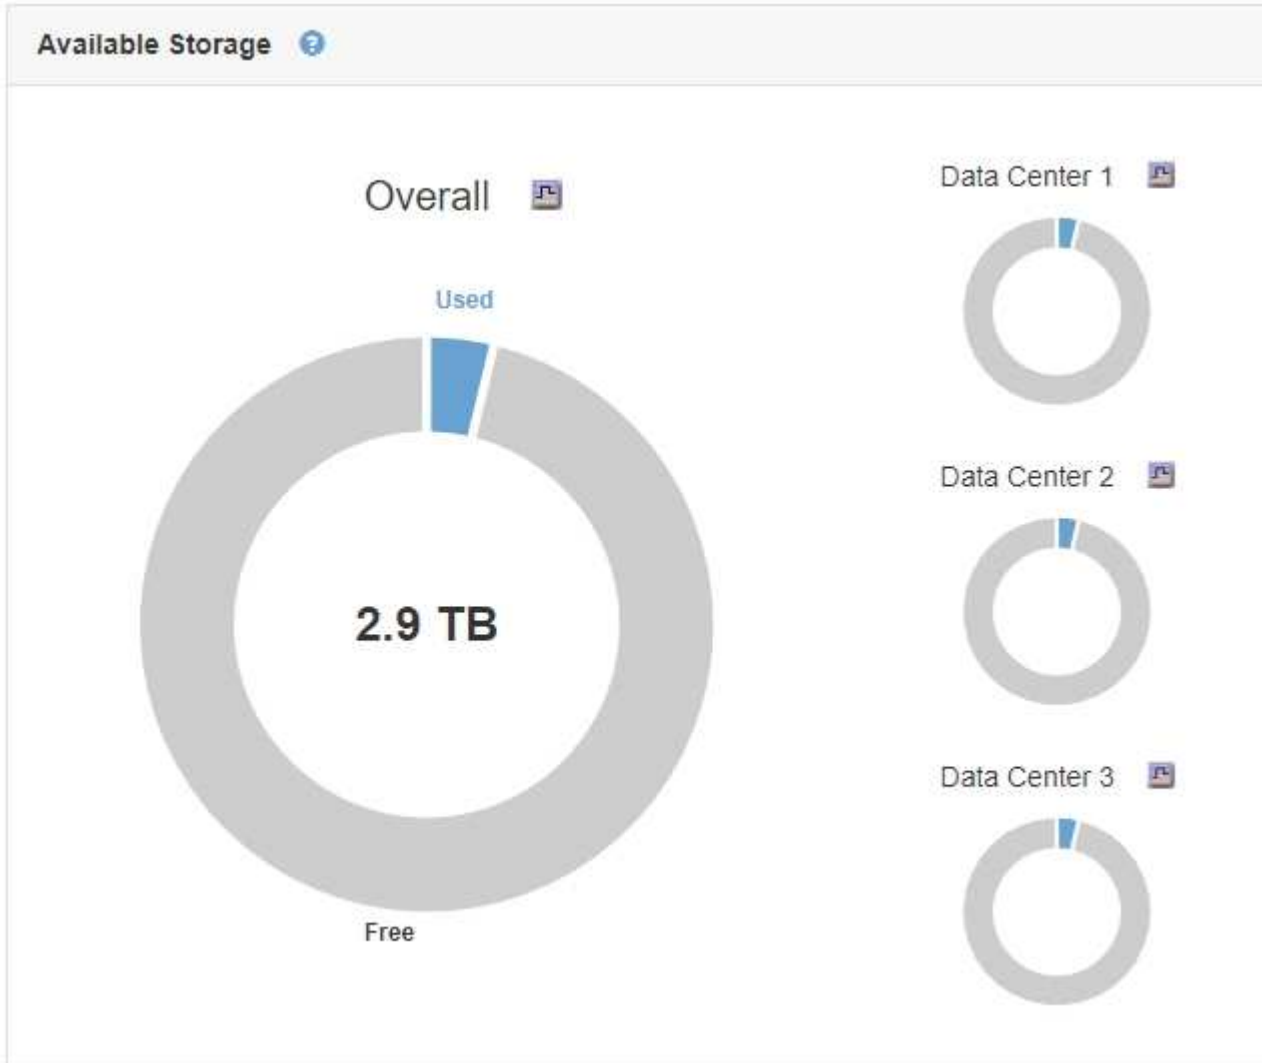 Available Storage ?
Overall
Used
2.9 TB
Free
Data Center 1
Data Center 2
Data Center 3